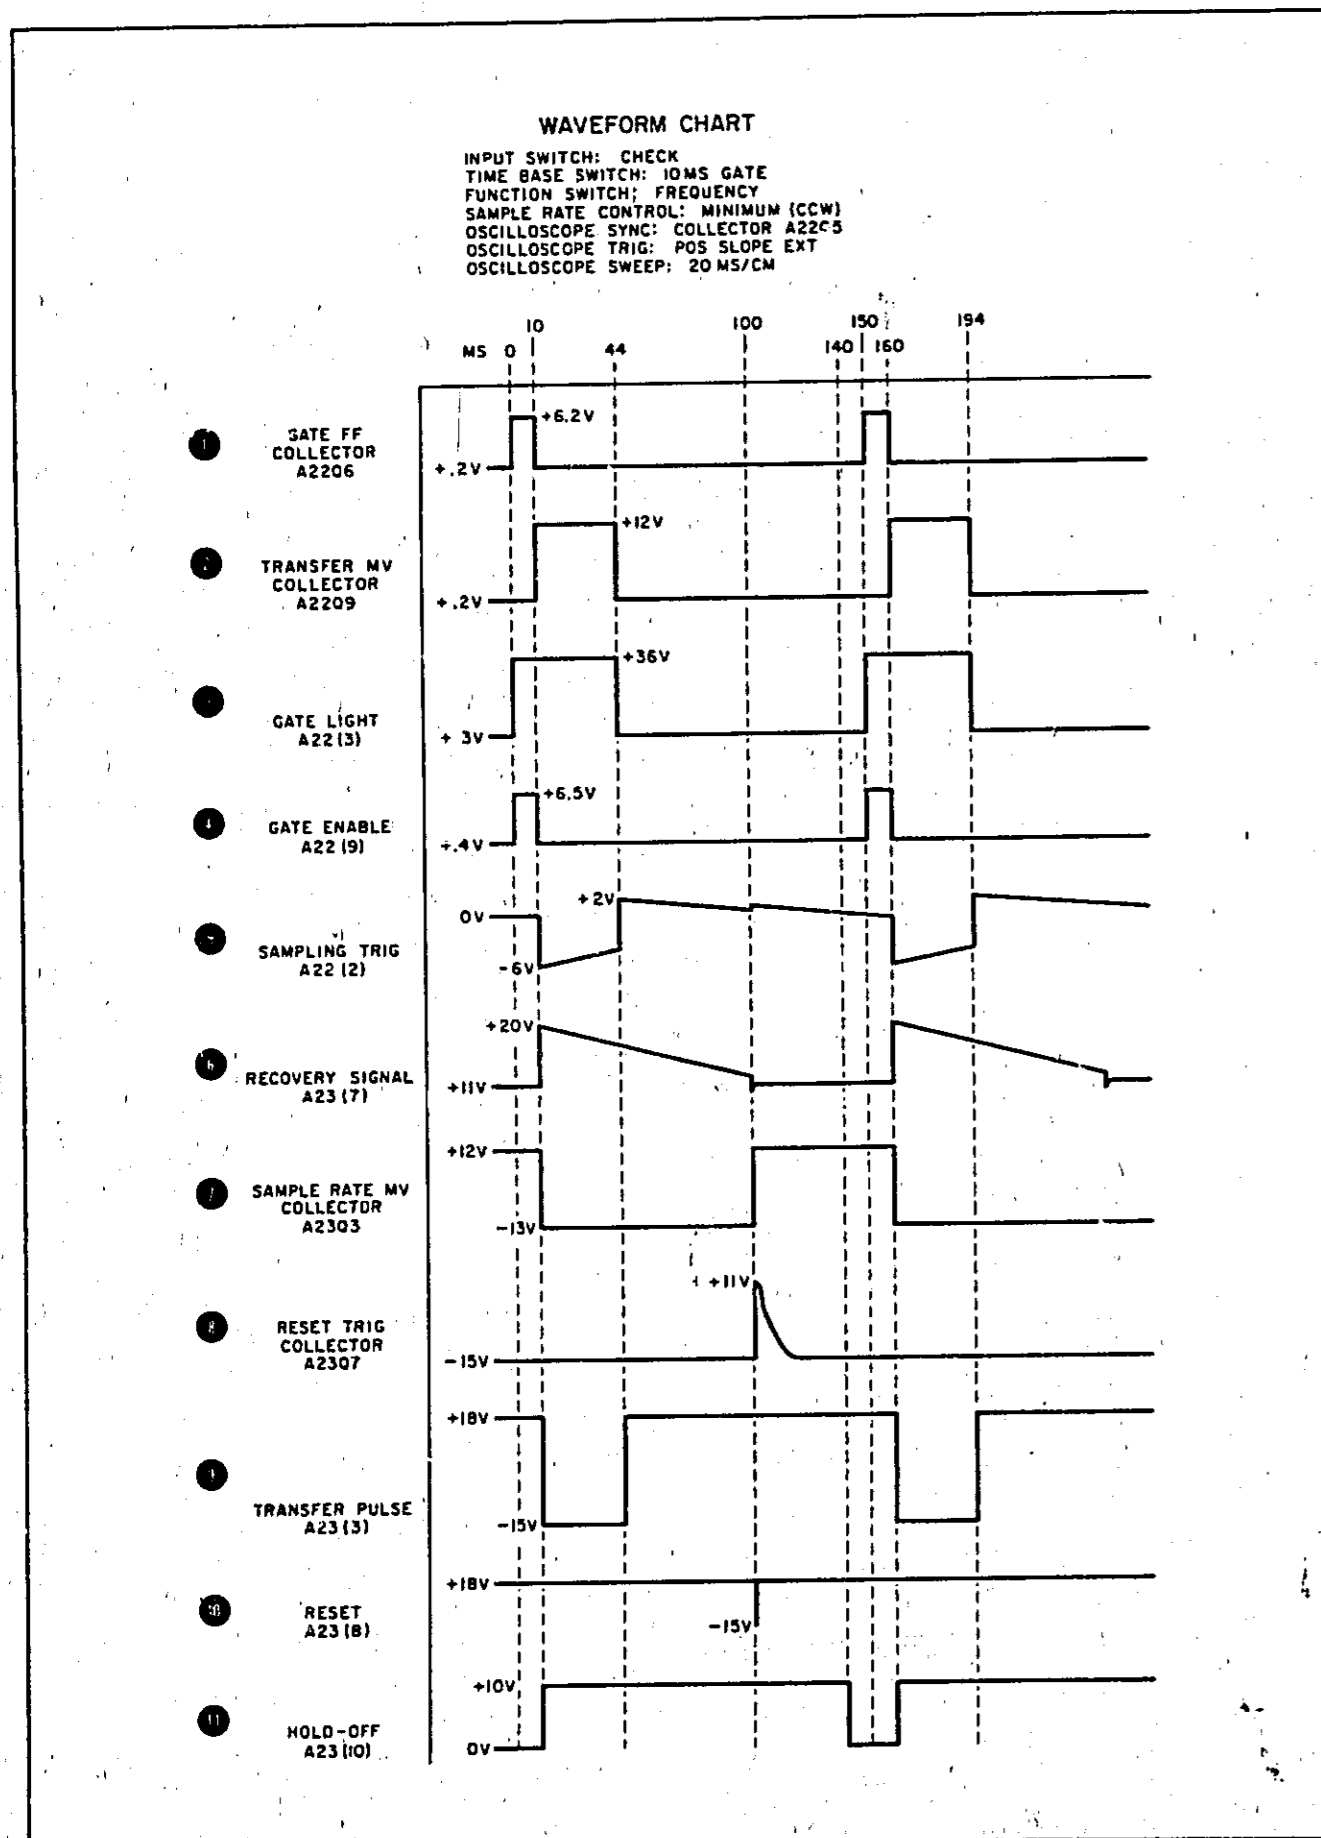 WAVEFORM CHART
INPUT SWITCH: CHECK
TIME BASE SWITCH: 10MS GATE
FUNCTION SWITCH; FREQUENCY
SAMPLE RATE CONTROL: MINIMUM (CCW)
OSCILLOSCOPE SYNC: COLLECTOR A2205
OSCILLOSCOPE TRIG: POS SLOPE EXT
OSCILLOSCOPE SWEEP: 20 MS/CM
10 100 150 194
MS 0 44 140 160
1 GATE FF
COLLECTOR
A2206
+6.2V
+.2V
2 TRANSFER MV
COLLECTOR
A2209
+12V
+.2V
GATE LIGHT
A22(3)
+36V
+3V
4 GATE ENABLE
A22(9)
+6.5V
+.4V
SAMPLING TRIG
A22(2)
+2V
0V
-6V
6 RECOVERY SIGNAL
A23(7)
+20V
+11V
7 SAMPLE RATE MV
COLLECTOR
A2303
+12V
-13V
8 RESET TRIG
COLLECTOR
A2307
+11V
-15V
9 TRANSFER PULSE
A23(3)
+18V
-15V
10 RESET
A23(8)
+18V
-15V
11 HOLD-OFF
A23(10)
+10V
0V